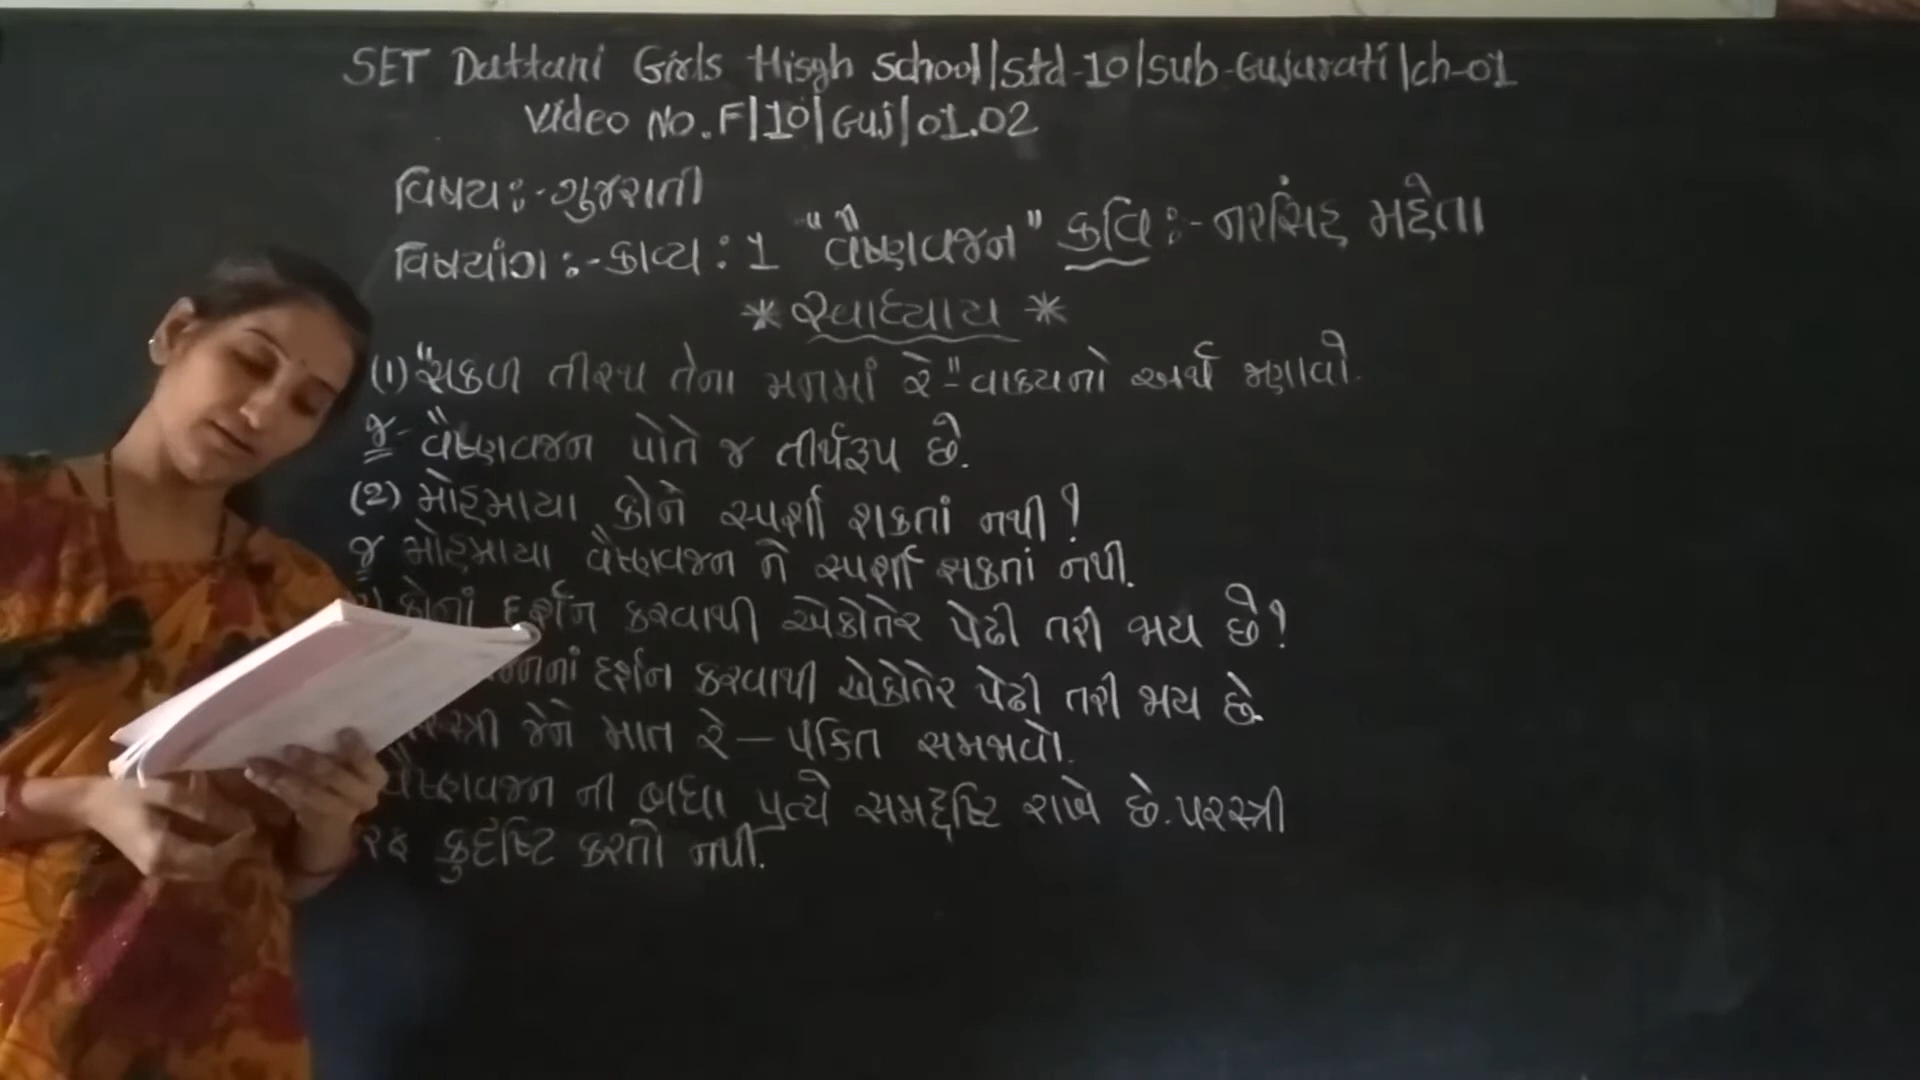 SET Dattani Girls Hisgh School|Std-10|Sub-Gujarati|ch-01
Video No. F|10|Guj|01.02
વિષય:-ગુજરાતી
વિષયાંગ:-કાવ્ય : 1 "વૈષ્ણવજન" કવિ:-નરસિંહ મહેતા
* સ્વાધ્યાય *
(1) "સકળ તીરથ તેના મનમાં રે"-વાક્યનો અર્થ જણાવો.
જ- વૈષ્ણવજન પોતે જ તીર્થરૂપ છે.
(2) મોહમાયા કોને સ્પર્શી શકતાં નથી?
જ મોહમાયા વૈષ્ણવજન ને સ્પર્શી શકતાં નથી.
કોનાં દર્શન કરવાથી એકોતેર પેઢી તરી જાય છે?
દર્શન કરવાથી એકોતેર પેઢી તરી જાય છે.
જેને માત રે - પંકિત સમજાવો.
વૈષ્ણવજન ની બધા પ્રત્યે સમદ્દષ્ટિ રાખે છે. પરસ્ત્રી
કુદષ્ટિ કરતો નથી.